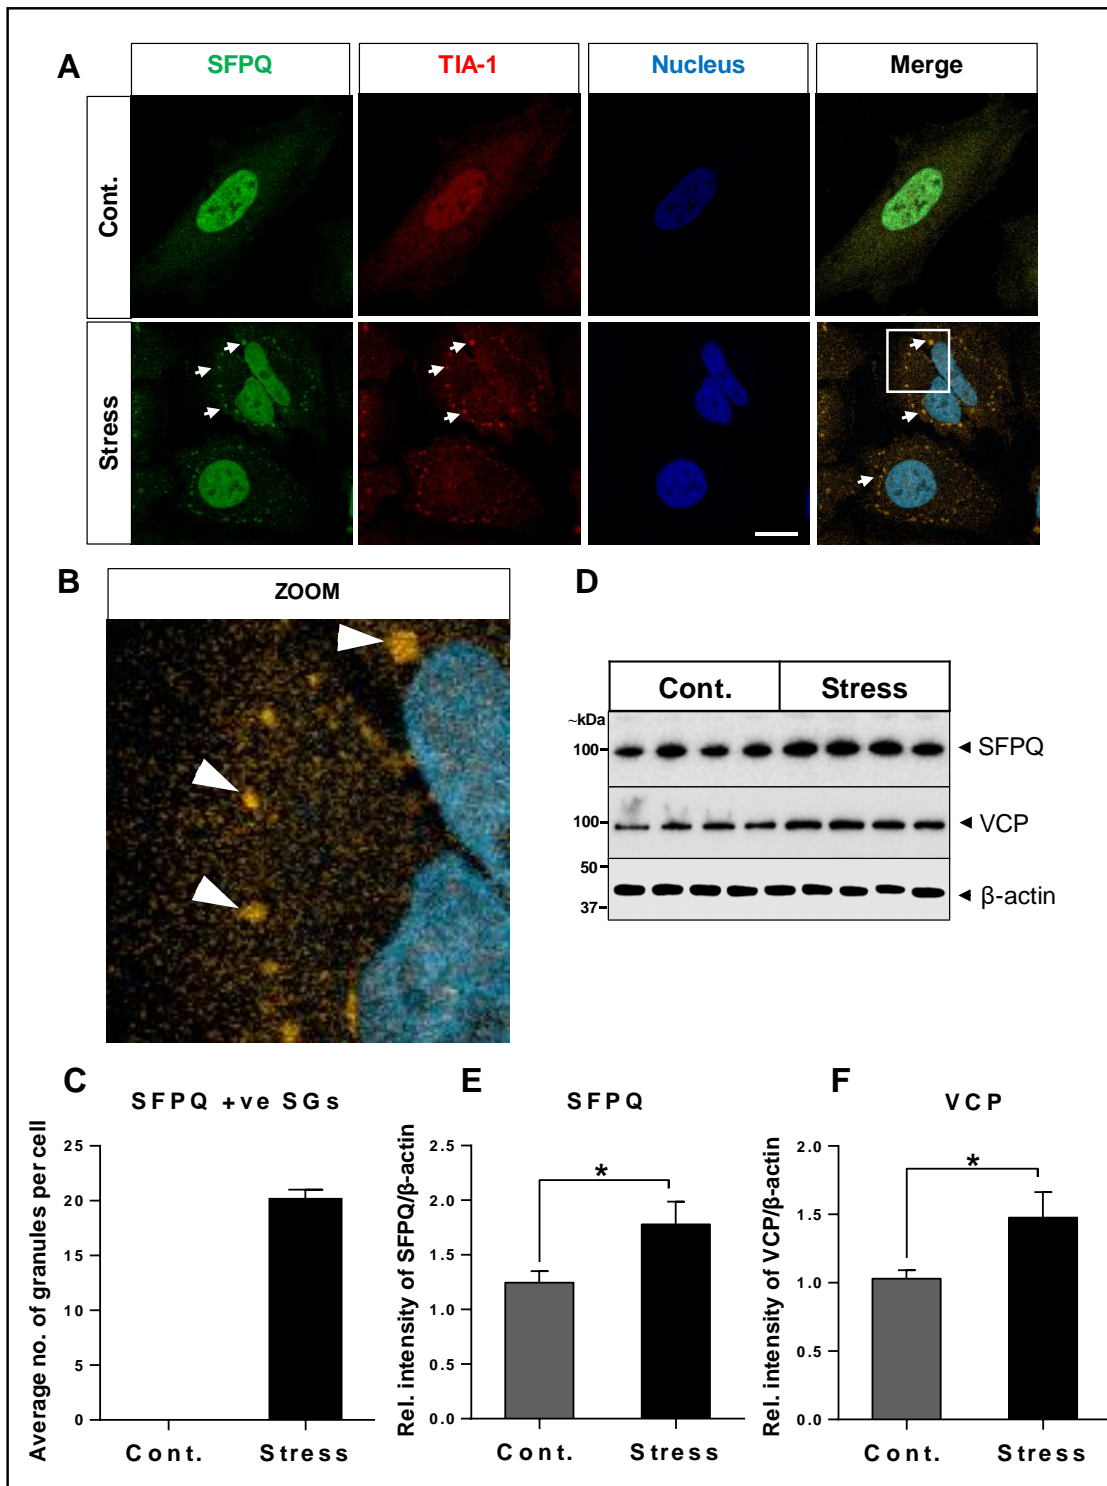 A
SFPQ
TIA-1
Nucleus
Merge
Cont.
Stress
B
ZOOM
D
Cont.
Stress
~kDa
100
◄ SFPQ
100
◄ VCP
50
37
◄ β-actin
C
SFPQ +ve SGs
Average no. of granules per cell
25
20
15
10
5
0
Cont.
Stress
E
SFPQ
Rel. intensity of SFPQ/β-actin
2.5
2.0
1.5
1.0
0.5
0.0
*
Cont.
Stress
F
VCP
Rel. intensity of VCP/β-actin
2.0
1.5
1.0
0.5
0.0
*
Cont.
Stress